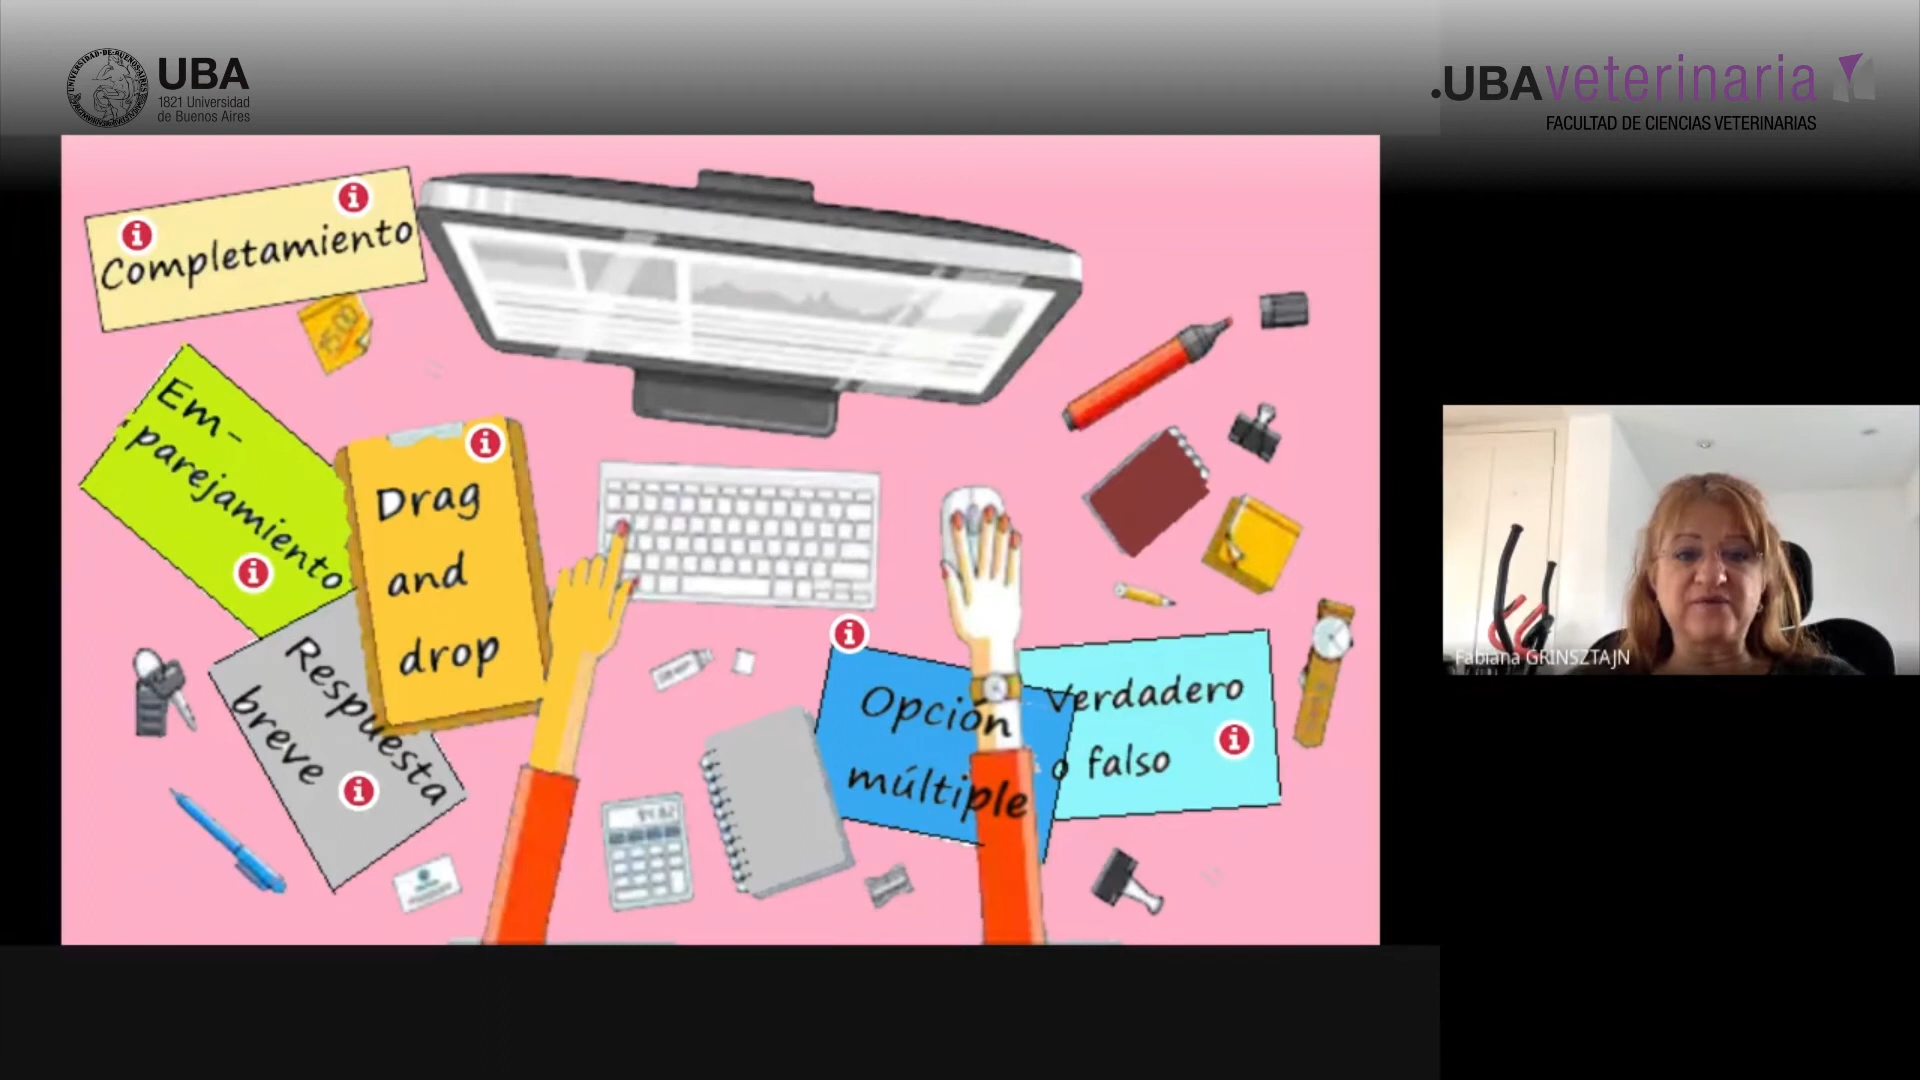 UBA
1821 Universidad
de Buenos Aires
.UBAveterinaria
FACULTAD DE CIENCIAS VETERINARIAS
Completamiento
Em-
parejamiento
Drag
and
drop
Respuesta
breve
Opción
múltiple
Verdadero
o falso
Fabiana GRINSZTAJN